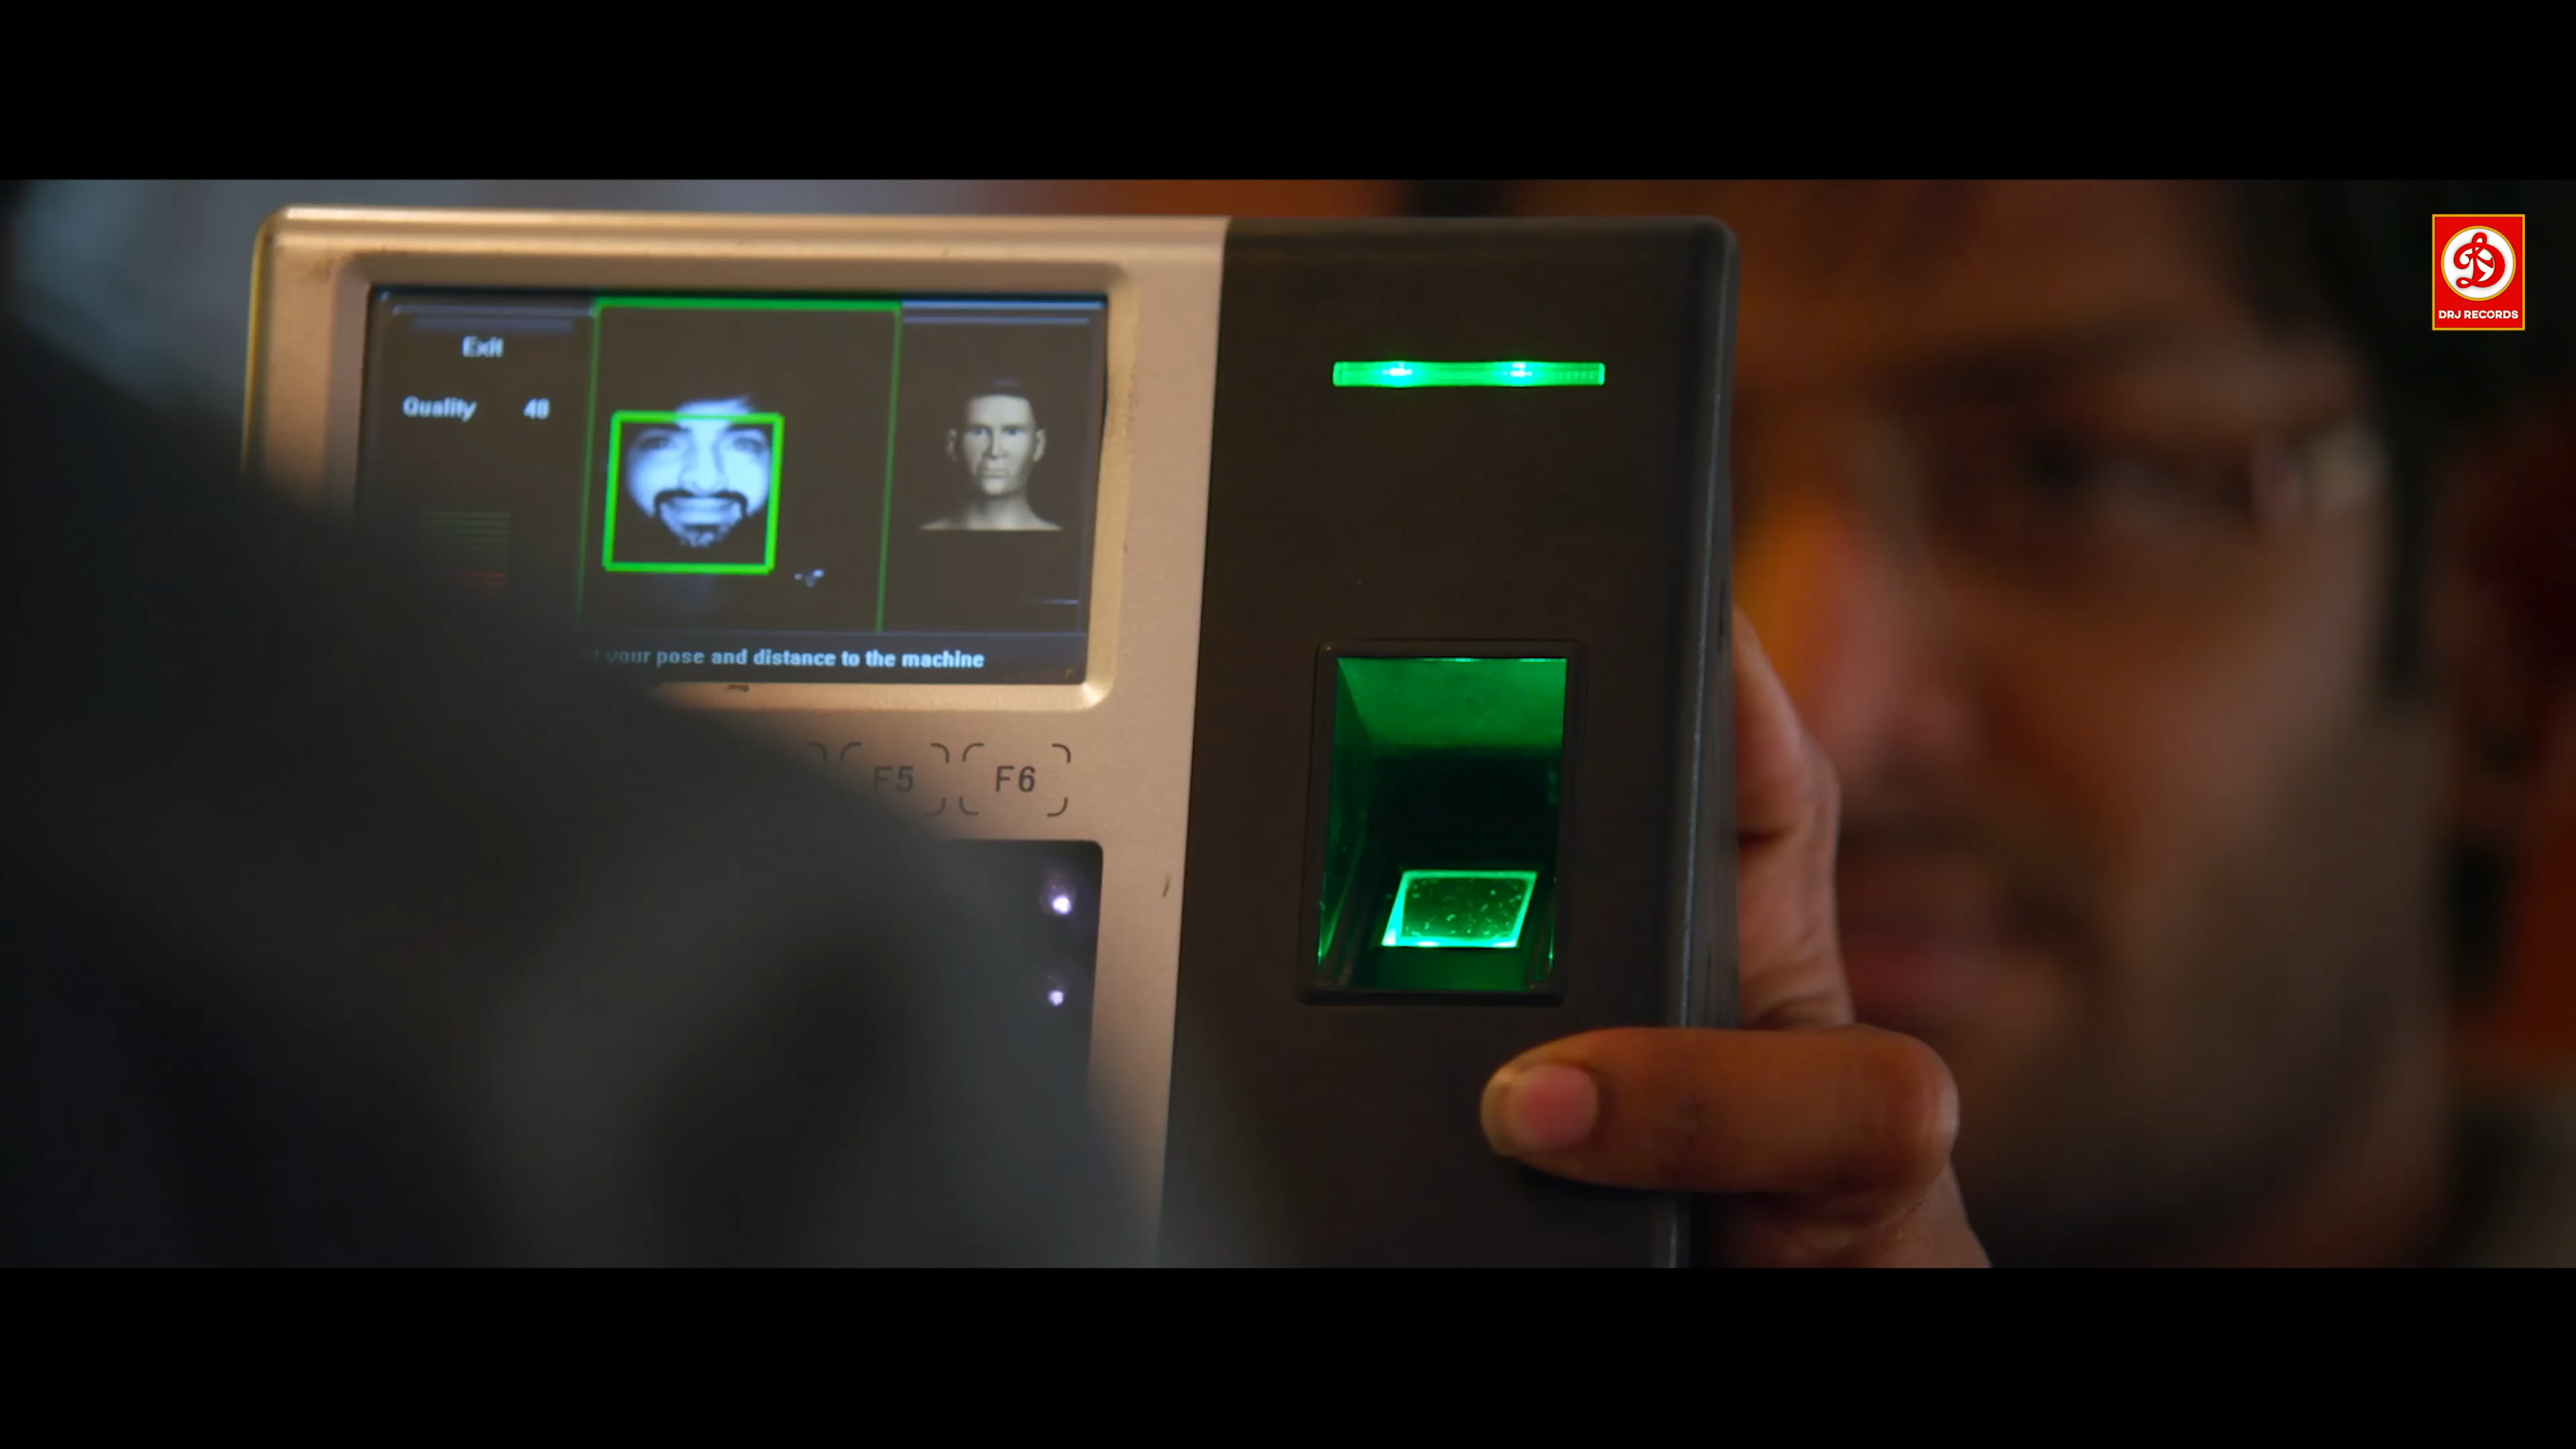 Exit
Quality 48
your pose and distance to the machine
F5 F6
DRJ RECORDS